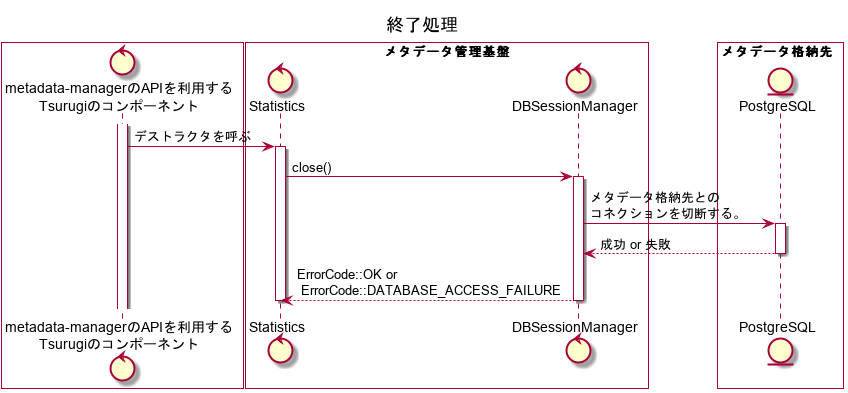 終了処理
メタデータ管理基盤
メタデータ格納先
metadata-managerのAPIを利用する
Tsurugiのコンポーネント
Statistics
DBSessionManager
PostgreSQL
デストラクタを呼ぶ
close()
メタデータ格納先との
コネクションを切断する。
成功 or 失敗
ErrorCode::OK or
ErrorCode::DATABASE_ACCESS_FAILURE
metadata-managerのAPIを利用する
Tsurugiのコンポーネント
Statistics
DBSessionManager
PostgreSQL